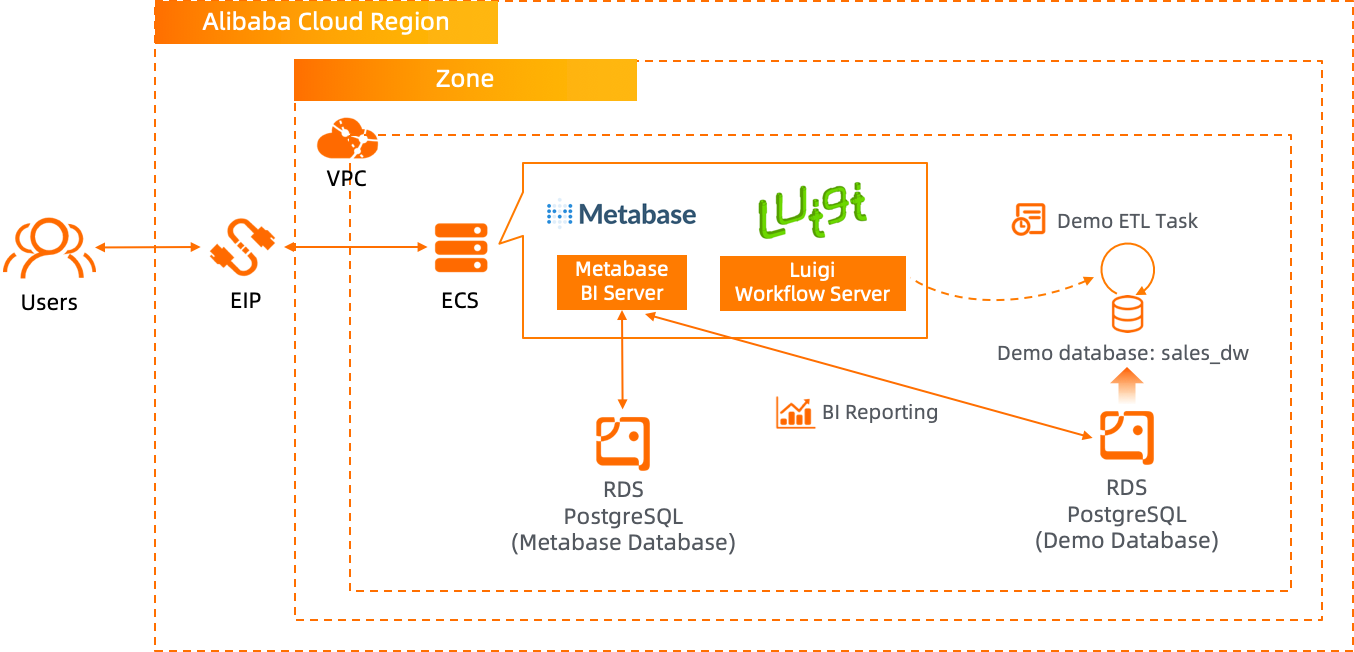 Alibaba Cloud Region
Zone
VPC
Users
EIP
ECS
Metabase
Luigi
Metabase
BI Server
Luigi
Workflow Server
Demo ETL Task
Demo database: sales_dw
BI Reporting
RDS
PostgreSQL
(Metabase Database)
RDS
PostgreSQL
(Demo Database)